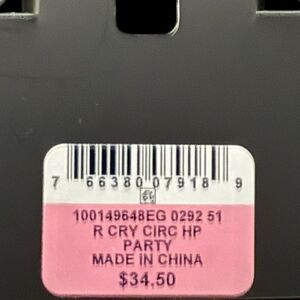 7 66380 07918 9
100149648EG 0292 51
R CRY CIRC HP
PARTY
MADE IN CHINA
$34.50